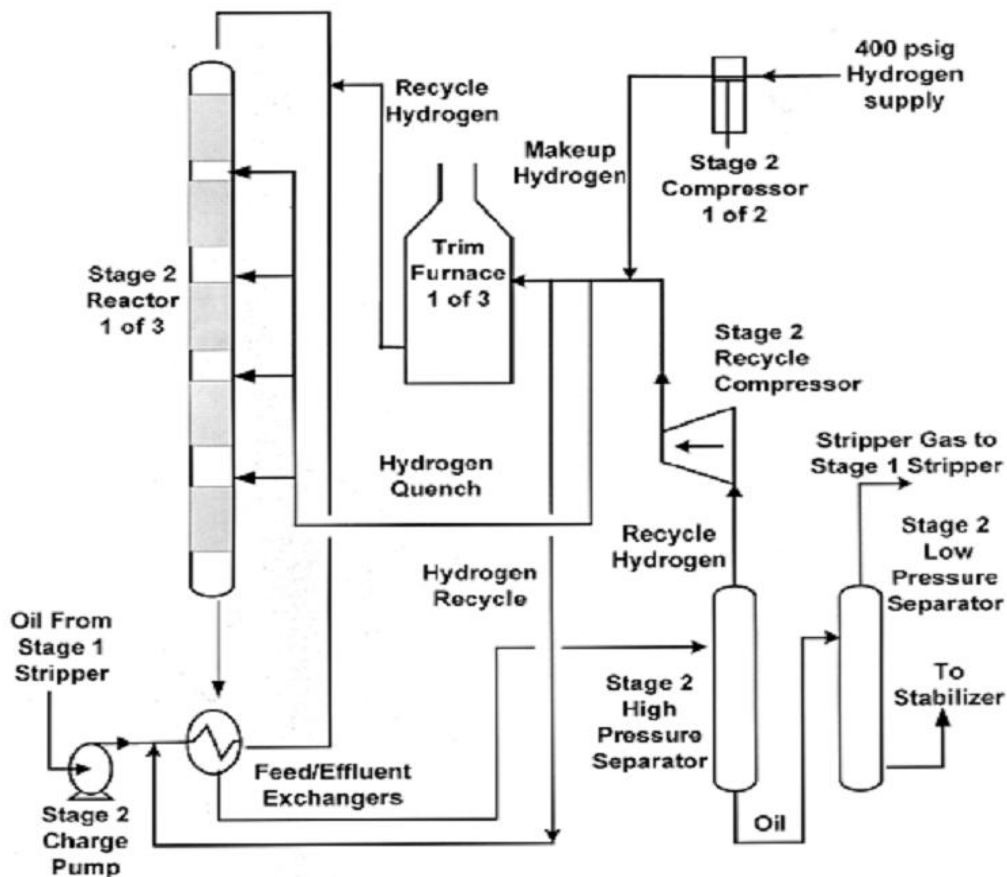 400 psig
Hydrogen
supply
Recycle
Hydrogen
Makeup
Hydrogen
Stage 2
Compressor
1 of 2
Trim
Furnace
1 of 3
Stage 2
Reactor
1 of 3
Stage 2
Recycle
Compressor
Stripper Gas to
Stage 1 Stripper
Hydrogen
Quench
Recycle
Hydrogen
Stage 2
Low
Pressure
Separator
Hydrogen
Recycle
Oil From
Stage 1
Stripper
Stage 2
High
Pressure
Separator
To
Stabilizer
Feed/Effluent
Exchangers
Stage 2
Charge
Pump
Oil